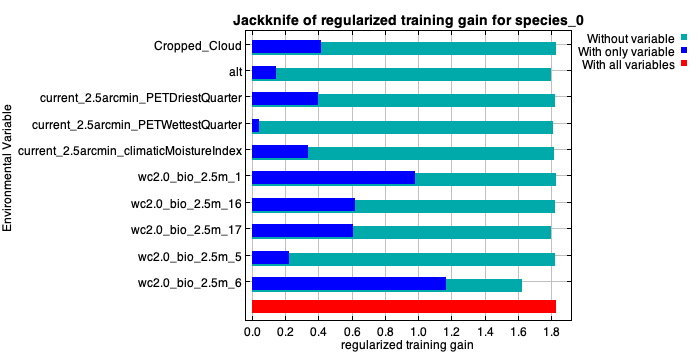 Jackknife of regularized training gain for species_0
Without variable
With only variable
With all variables
Environmental Variable
Cropped_Cloud
alt
current_2.5arcmin_PETDriestQuarter
current_2.5arcmin_PETWettestQuarter
current_2.5arcmin_climaticMoistureIndex
wc2.0_bio_2.5m_1
wc2.0_bio_2.5m_16
wc2.0_bio_2.5m_17
wc2.0_bio_2.5m_5
wc2.0_bio_2.5m_6
0.0 0.2 0.4 0.6 0.8 1.0 1.2 1.4 1.6 1.8
regularized training gain